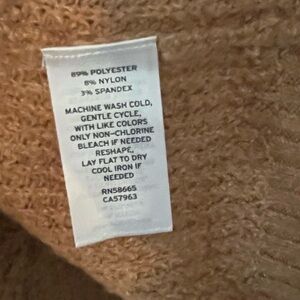 89% POLYESTER
8% NYLON
3% SPANDEX
MACHINE WASH COLD,
GENTLE CYCLE,
WITH LIKE COLORS
ONLY NON-CHLORINE
BLEACH IF NEEDED
RESHAPE,
LAY FLAT TO DRY
COOL IRON IF
NEEDED
RN58665
CA57963